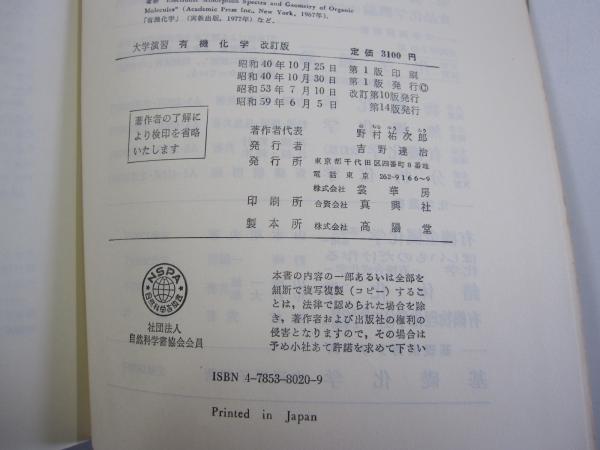 Electronic Absorption Spectra and Geometry of Organic
Molecules" (Academic Press Inc., New York, 1967年).
「有機化学」(実教出版, 1977年) など.
大学演習 有機化学 改訂版 定価 3100 円
昭和 40 年 10 月 25 日 第 1 版 印 刷
昭和 40 年 10 月 30 日 第 1 版 発 行 ©
昭和 53 年 7 月 10 日 改訂第10版発行
昭和 59 年 6 月 5 日 第14版発行
著作者の了解に
より検印を省略
いたします
著作者代表 野村祐次郎
発行者 吉野達治
発行所 東京都千代田区四番町8番地
電話 東京 262-9166~9
株式会社 裳華房
印刷所 合資会社 真興社
製本所 株式会社 高陽堂
NSPA
自然科学書協会
社団法人
自然科学書協会会員
本書の内容の一部あるいは全部を
無断で複写複製(コピー)するこ
とは,法律で認められた場合を除
き,著作者および出版社の権利の
侵害となりますので,その場合は
予め小社あて許諾を求めて下さい
ISBN 4-7853-8020-9
Printed in Japan